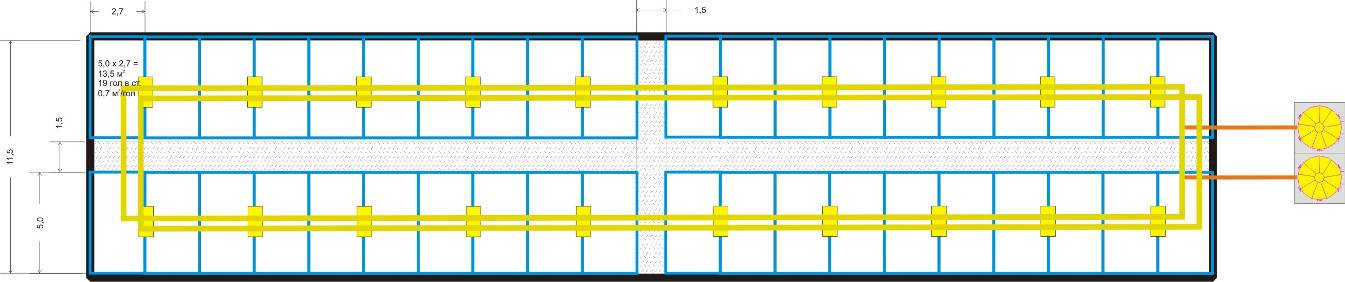 2,7
1,5
5,0 x 2,7 =
13,5 м²
19 гол в ст.
0,7 м²/гол
1,5
11,5
5,0